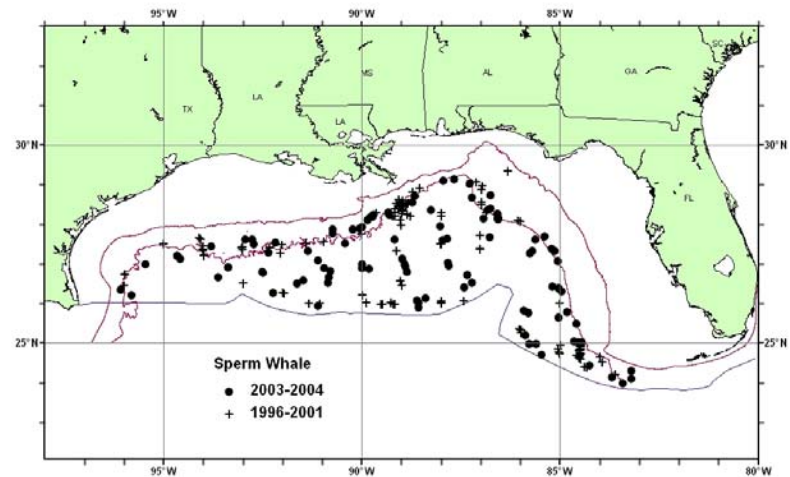 95°W 90°W 85°W
SC
MS AL GA
LA
TX
LA
30°N 30°N
FL
25°N 25°N
Sperm Whale
2003-2004
1996-2001
95°W 90°W 85°W 80°W